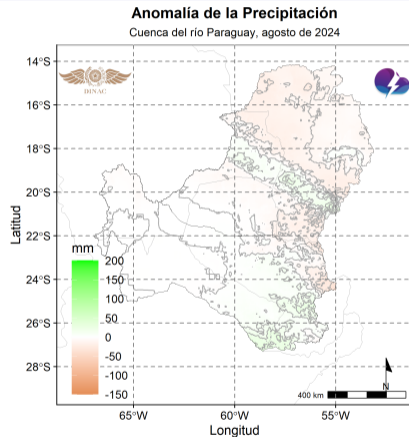 Anomalía de la Precipitación
Cuenca del río Paraguay, agosto de 2024
DINAC
14°S
16°S
18°S
20°S
22°S
24°S
26°S
28°S
Latitud
mm
200
150
100
50
0
-50
-100
-150
N
400 km
65°W
60°W
55°W
Longitud